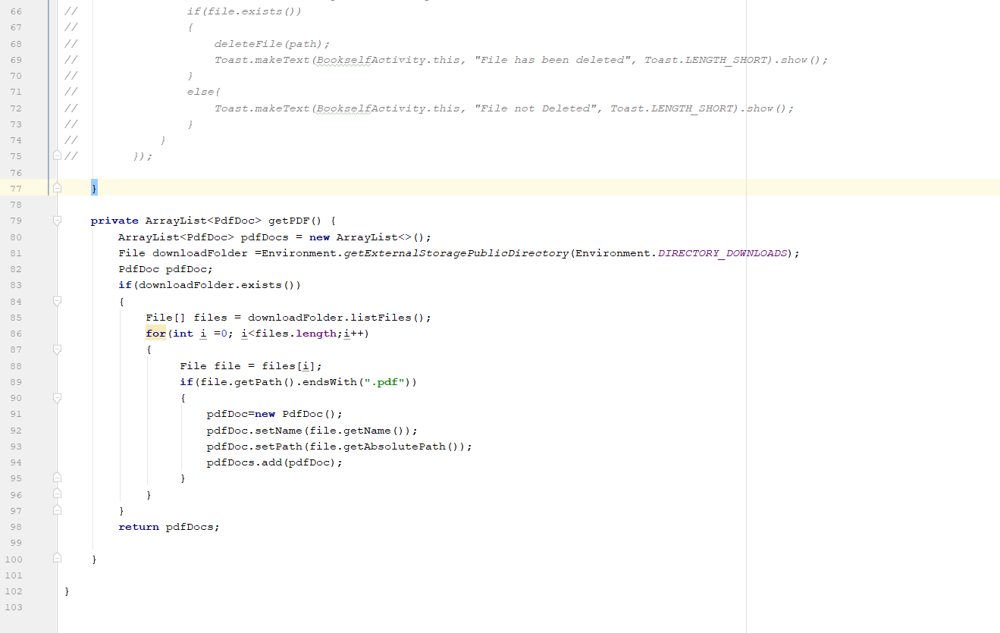 66 // if(file.exists())
67 // {
68 // deleteFile(path);
69 // Toast.makeText(BookselfActivity.this, "File has been deleted", Toast.LENGTH_SHORT).show();
70 // }
71 // else{
72 // Toast.makeText(BookselfActivity.this, "File not Deleted", Toast.LENGTH_SHORT).show();
73 // }
74 // }
75 // });
76
77 }
78
79 private ArrayList<PdfDoc> getPDF() {
80 ArrayList<PdfDoc> pdfDocs = new ArrayList<>();
81 File downloadFolder =Environment.getExternalStoragePublicDirectory(Environment.DIRECTORY_DOWNLOADS);
82 PdfDoc pdfDoc;
83 if(downloadFolder.exists())
84 {
85 File[] files = downloadFolder.listFiles();
86 for(int i =0; i<files.length;i++)
87 {
88 File file = files[i];
89 if(file.getPath().endsWith(".pdf"))
90 {
91 pdfDoc=new PdfDoc();
92 pdfDoc.setName(file.getName());
93 pdfDoc.setPath(file.getAbsolutePath());
94 pdfDocs.add(pdfDoc);
95 }
96 }
97 }
98 return pdfDocs;
99
100 }
101
102 }
103